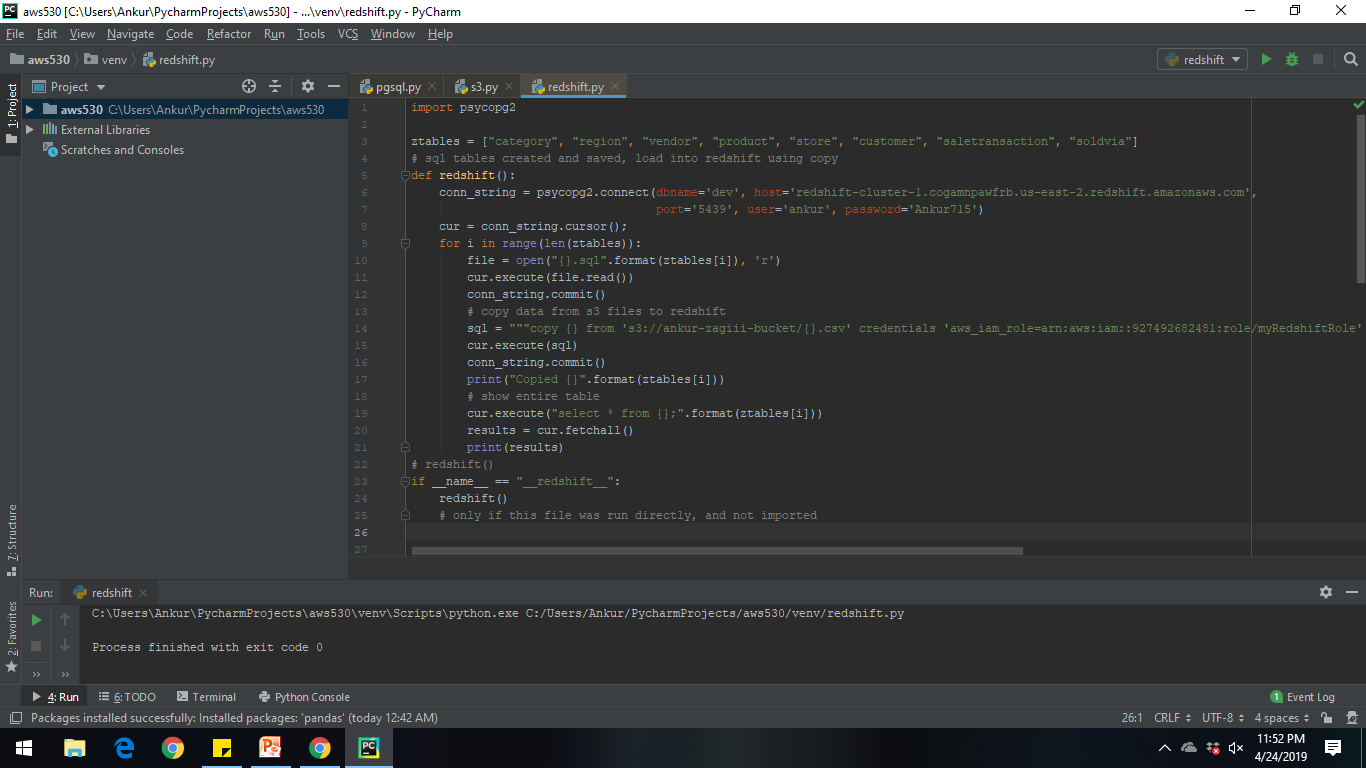 aws530 [C:\Users\Ankur\PycharmProjects\aws530] - ...\venv\redshift.py - PyCharm
File Edit View Navigate Code Refactor Run Tools VCS Window Help
aws530 venv redshift.py
redshift
Project
pgsql.py s3.py redshift.py
1: Project
aws530 C:\Users\Ankur\PycharmProjects\aws530
External Libraries
Scratches and Consoles
1 import psycopg2
2
3 ztables = ["category", "region", "vendor", "product", "store", "customer", "saletransaction", "soldvia"]
4 # sql tables created and saved, load into redshift using copy
5 def redshift():
6 conn_string = psycopg2.connect(dbname='dev', host='redshift-cluster-1.cogamnpawfrb.us-east-2.redshift.amazonaws.com',
7 port='5439', user='ankur', password='Ankur715')
8 cur = conn_string.cursor();
9 for i in range(len(ztables)):
10 file = open("{}.sql".format(ztables[i]), 'r')
11 cur.execute(file.read())
12 conn_string.commit()
13 # copy data from s3 files to redshift
14 sql = """copy {} from 's3://ankur-zagiii-bucket/{}.csv' credentials 'aws_iam_role=arn:aws:iam::927492682481:role/myRedshiftRole'
15 cur.execute(sql)
16 conn_string.commit()
17 print("Copied {}".format(ztables[i]))
18 # show entire table
19 cur.execute("select * from {};".format(ztables[i]))
20 results = cur.fetchall()
21 print(results)
22 # redshift()
23 if __name__ == "__redshift__":
24 redshift()
25 # only if this file was run directly, and not imported
26
27
7: Structure
2: Favorites
Run: redshift
C:\Users\Ankur\PycharmProjects\aws530\venv\Scripts\python.exe C:/Users/Ankur/PycharmProjects/aws530/venv/redshift.py
Process finished with exit code 0
4: Run 6: TODO Terminal Python Console 1 Event Log
Packages installed successfully: Installed packages: 'pandas' (today 12:42 AM) 26:1 CRLF UTF-8 4 spaces
11:52 PM
4/24/2019